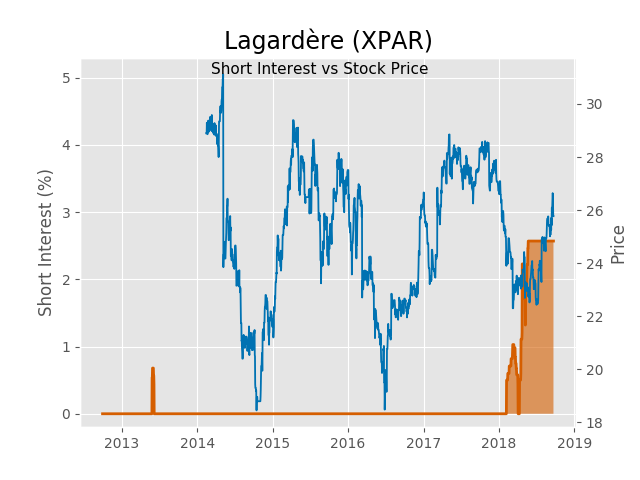 Lagardère (XPAR)
Short Interest vs Stock Price
Short Interest (%)
5
4
3
2
1
0
30
28
26
24
22
20
18
Price
2013 2014 2015 2016 2017 2018 2019